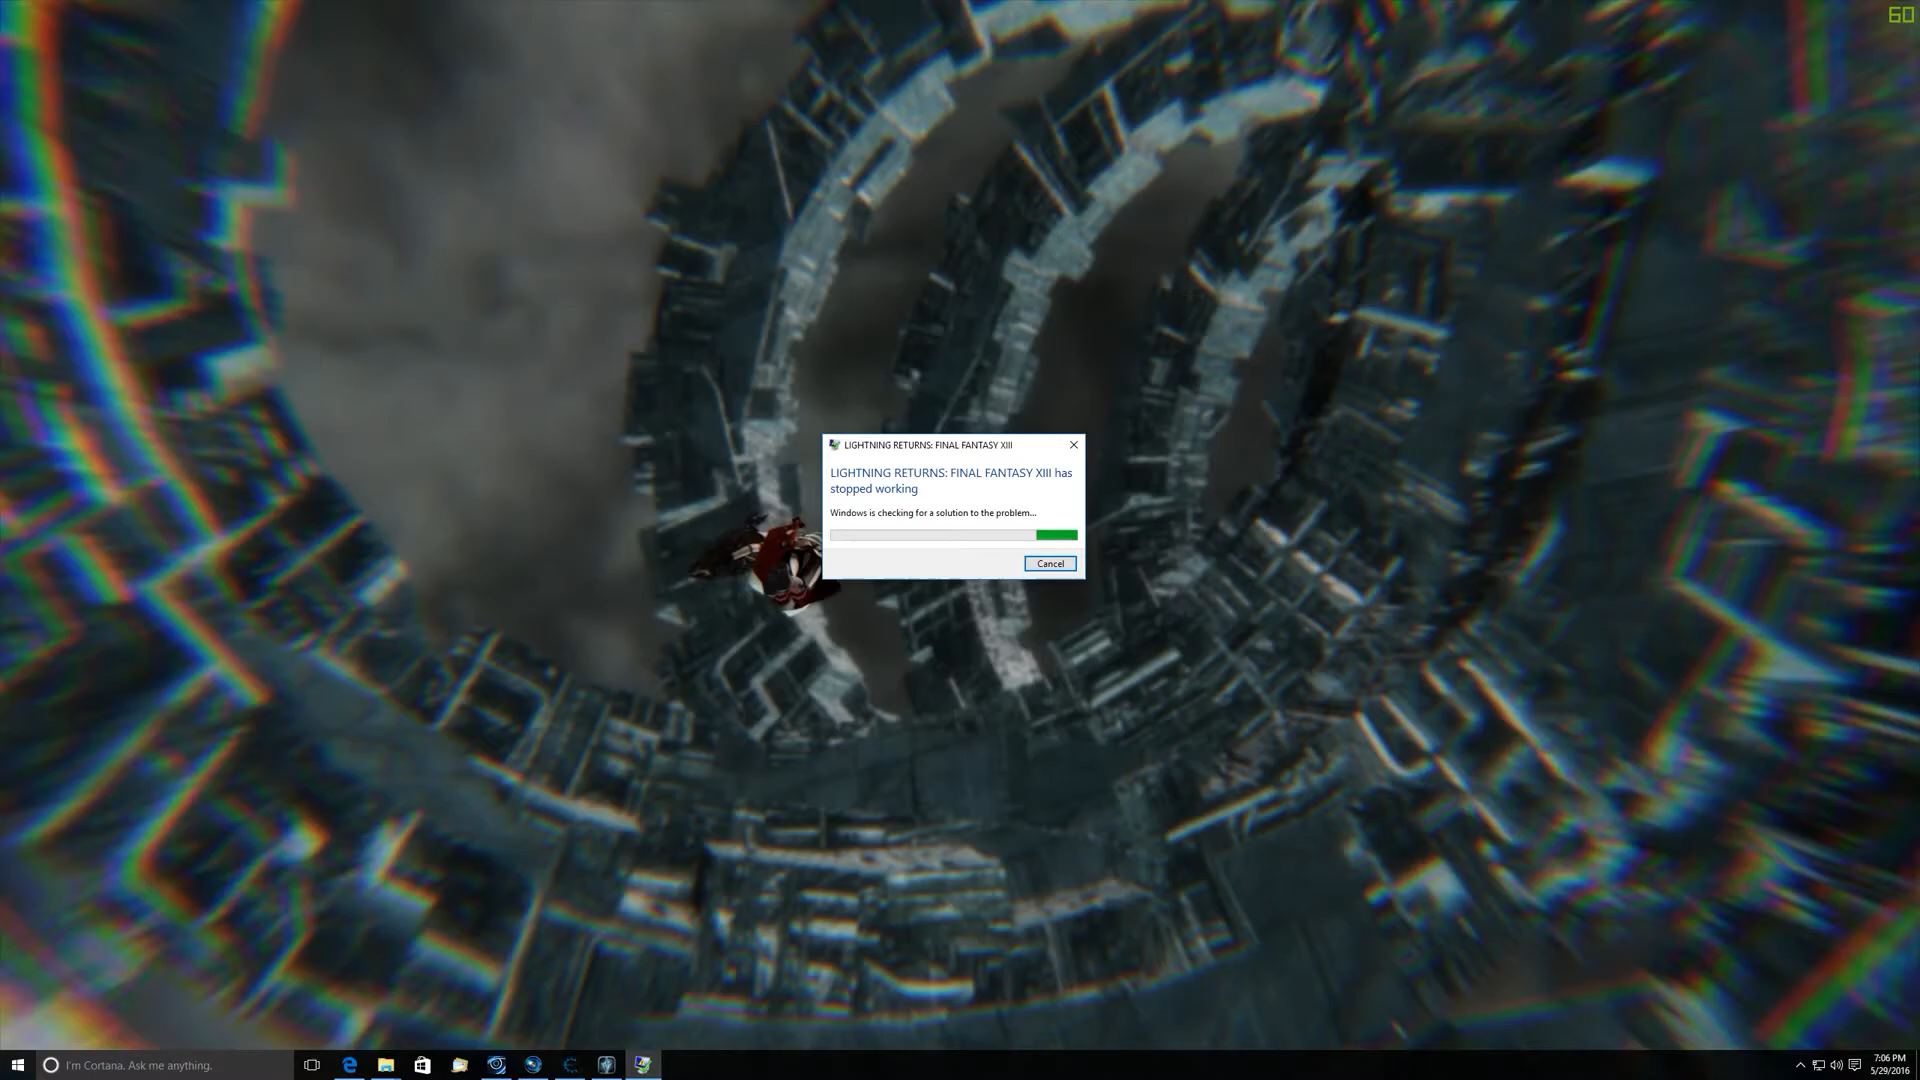 60
LIGHTNING RETURNS: FINAL FANTASY XIII
LIGHTNING RETURNS: FINAL FANTASY XIII has
stopped working
Windows is checking for a solution to the problem...
Cancel
I'm Cortana. Ask me anything.
7:06 PM
5/29/2016